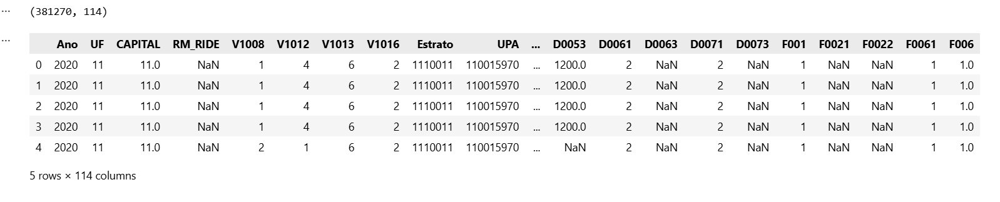 ... (381270, 114)
...
Ano UF CAPITAL RM_RIDE V1008 V1012 V1013 V1016 Estrato UPA ... D0053 D0061 D0063 D0071 D0073 F001 F0021 F0022 F0061 F006
0 2020 11 11.0 NaN 1 4 6 2 1110011 110015970 ... 1200.0 2 NaN 2 NaN 1 NaN NaN 1 1.0
1 2020 11 11.0 NaN 1 4 6 2 1110011 110015970 ... 1200.0 2 NaN 2 NaN 1 NaN NaN 1 1.0
2 2020 11 11.0 NaN 1 4 6 2 1110011 110015970 ... 1200.0 2 NaN 2 NaN 1 NaN NaN 1 1.0
3 2020 11 11.0 NaN 1 4 6 2 1110011 110015970 ... 1200.0 2 NaN 2 NaN 1 NaN NaN 1 1.0
4 2020 11 11.0 NaN 2 1 6 2 1110011 110015970 ... NaN 2 NaN 2 NaN 1 NaN NaN 1 1.0
5 rows × 114 columns